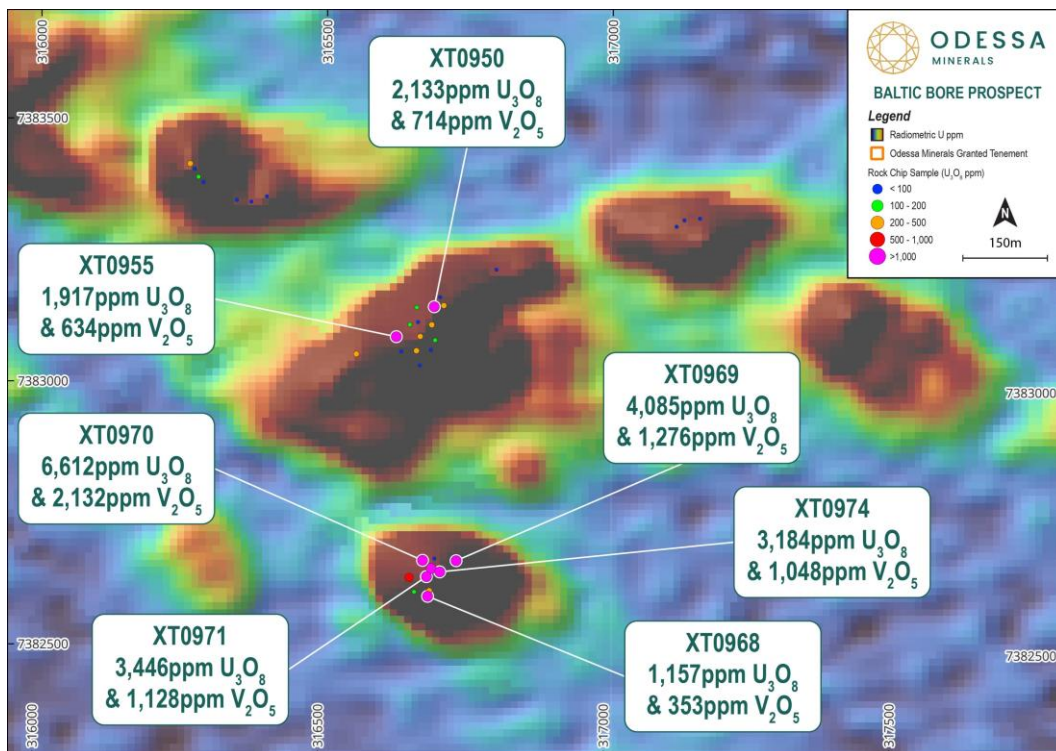 316000
316500
317000
7383500
XT0950
2,133ppm U₃O₈
& 714ppm V₂O₅
ODESSA
MINERALS
BALTIC BORE PROSPECT
Legend
Radiometric U ppm
Odessa Minerals Granted Tenement
Rock Chip Sample (U₃O₈ ppm)
< 100
100 - 200
200 - 500
500 - 1,000
>1,000
N
150m
XT0955
1,917ppm U₃O₈
& 634ppm V₂O₅
7383000
7383000
XT0969
4,085ppm U₃O₈
& 1,276ppm V₂O₅
XT0970
6,612ppm U₃O₈
& 2,132ppm V₂O₅
XT0974
3,184ppm U₃O₈
& 1,048ppm V₂O₅
XT0971
3,446ppm U₃O₈
& 1,128ppm V₂O₅
XT0968
1,157ppm U₃O₈
& 353ppm V₂O₅
7382500
7382500
316000
316500
317000
317500